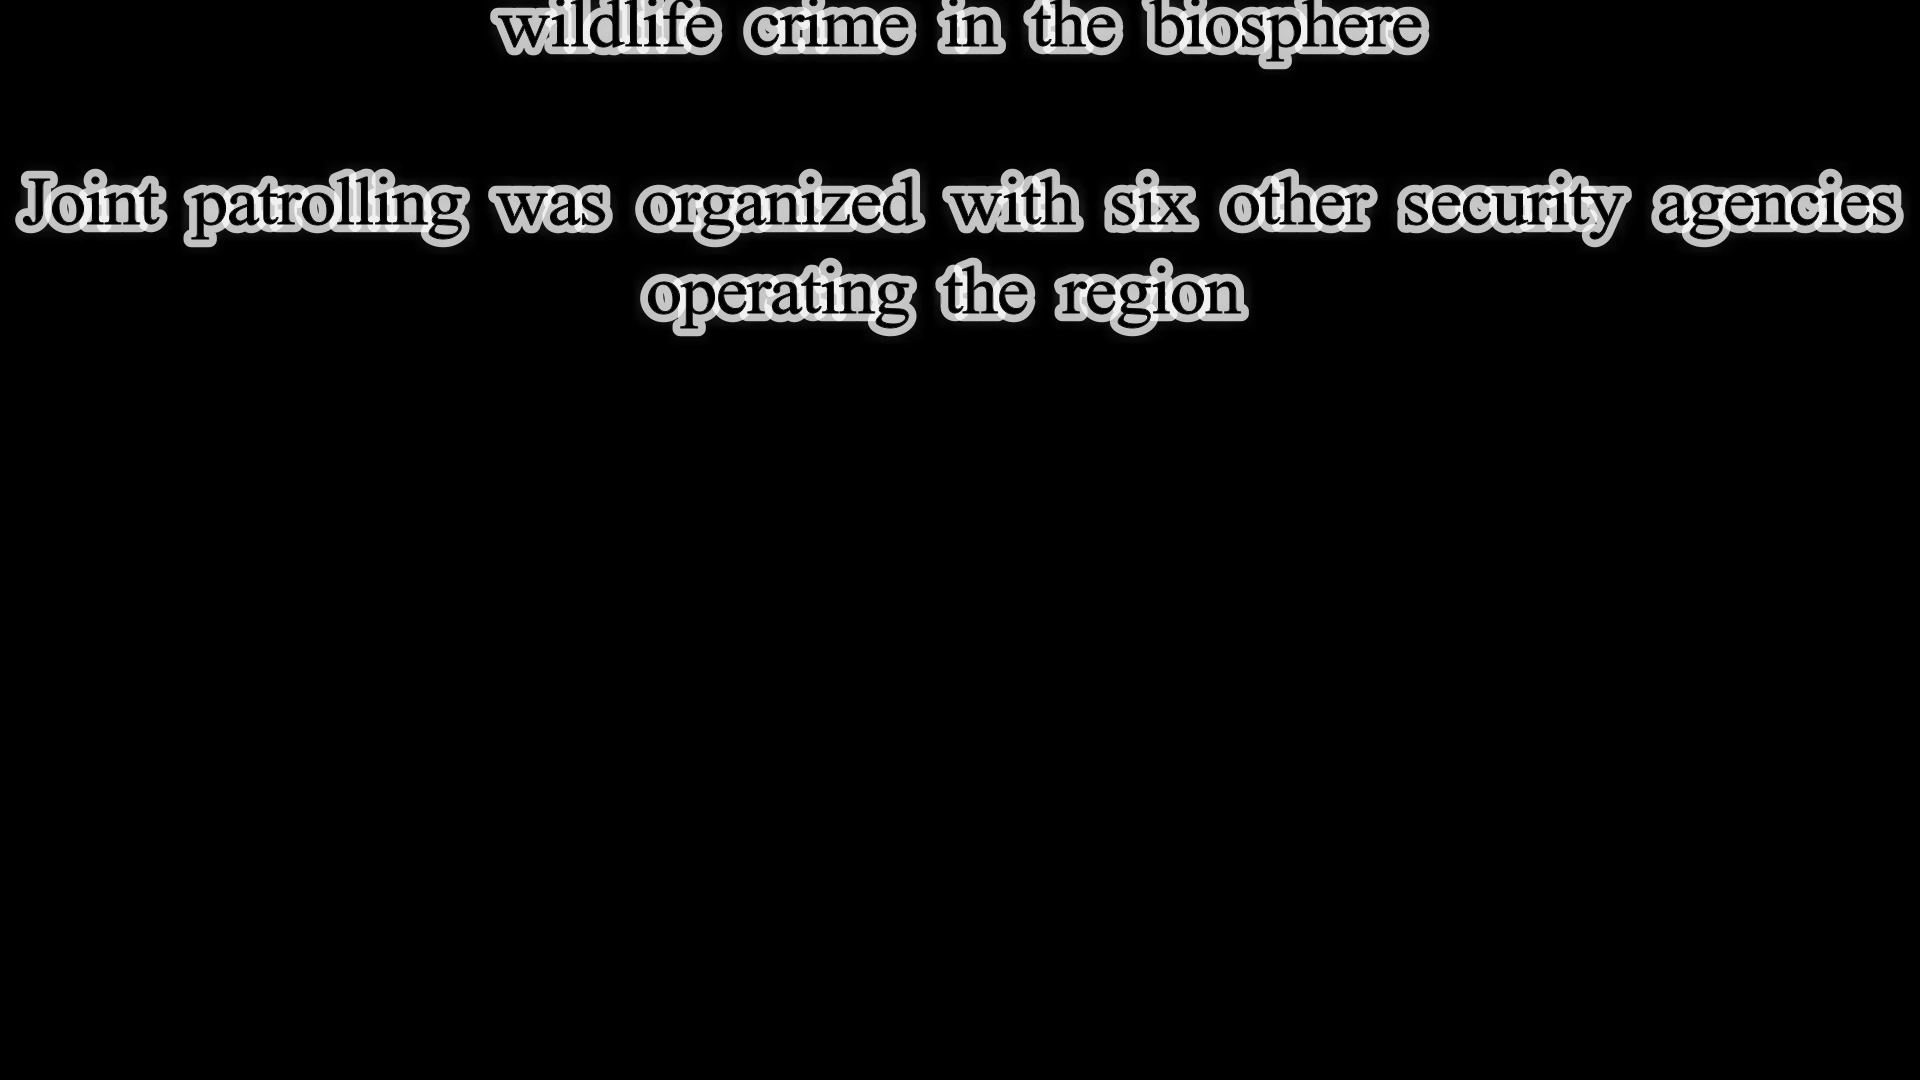 wildlife crime in the biosphere
Joint patrolling was organized with six other security agencies
operating the region